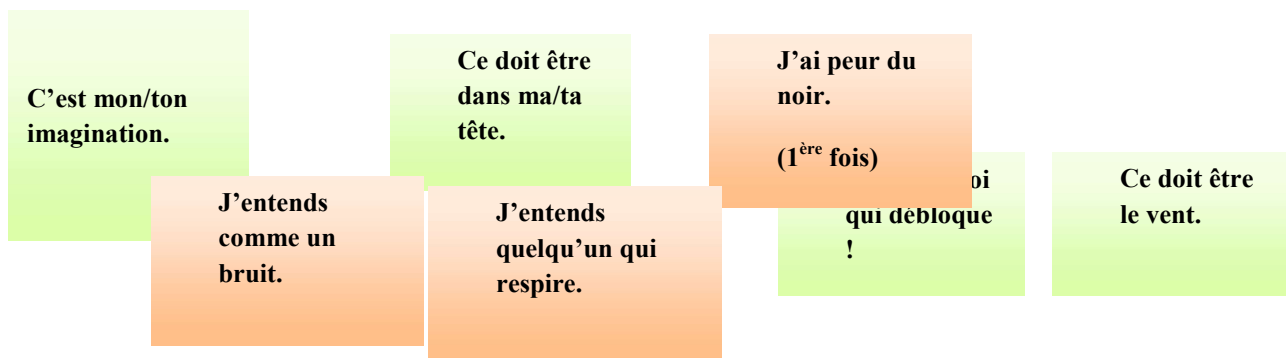 C’est mon/ton
imagination.
Ce doit être
dans ma/ta
tête.
J’ai peur du
noir.
(1ère fois)
J’entends
comme un
bruit.
J’entends
quelqu’un qui
respire.
qui débloque
!
Ce doit être
le vent.